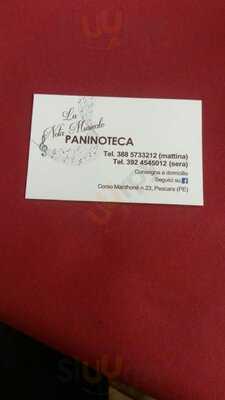 La
Nota Musicale
PANINOTECA
Tel. 388 5733212 (mattina)
Tel. 392 4545012 (sera)
Consegna a domicilio
Seguici su
Corso Manthonè n.23, Pescara (PE)